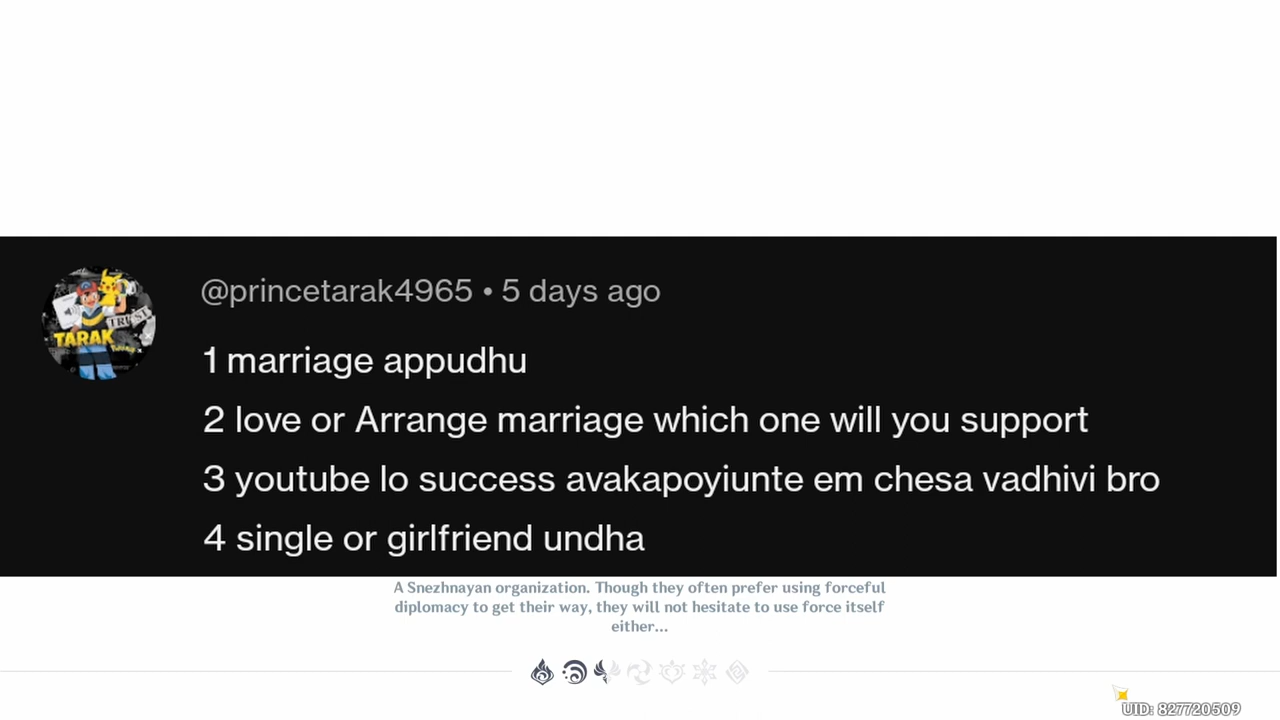 @princetarak4965 • 5 days ago
TRUST
TARAK
1 marriage appudhu
2 love or Arrange marriage which one will you support
3 youtube lo success avakapoyiunte em chesa vadhivi bro
4 single or girlfriend undha
A Snezhnayan organization. Though they often prefer using forceful
diplomacy to get their way, they will not hesitate to use force itself
either...
UID: 827720509